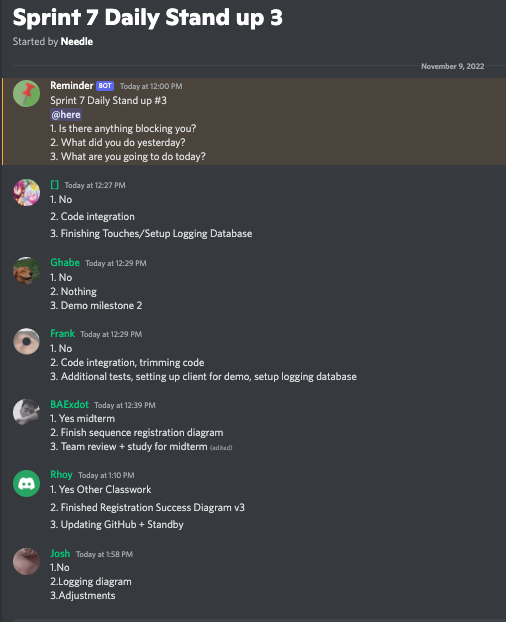 Sprint 7 Daily Stand up 3
Started by Needle
November 9, 2022
Reminder BOT Today at 12:00 PM
Sprint 7 Daily Stand up #3
@here
1. Is there anything blocking you?
2. What did you do yesterday?
3. What are you going to do today?
[] Today at 12:27 PM
1. No
2. Code integration
3. Finishing Touches/Setup Logging Database
Ghabe Today at 12:29 PM
1. No
2. Nothing
3. Demo milestone 2
Frank Today at 12:29 PM
1. No
2. Code integration, trimming code
3. Additional tests, setting up client for demo, setup logging database
BAExdot Today at 12:39 PM
1. Yes midterm
2. Finish sequence registration diagram
3. Team review + study for midterm (edited)
Rhoy Today at 1:10 PM
1. Yes Other Classwork
2. Finished Registration Success Diagram v3
3. Updating GitHub + Standby
Josh Today at 1:58 PM
1.No
2.Logging diagram
3.Adjustments